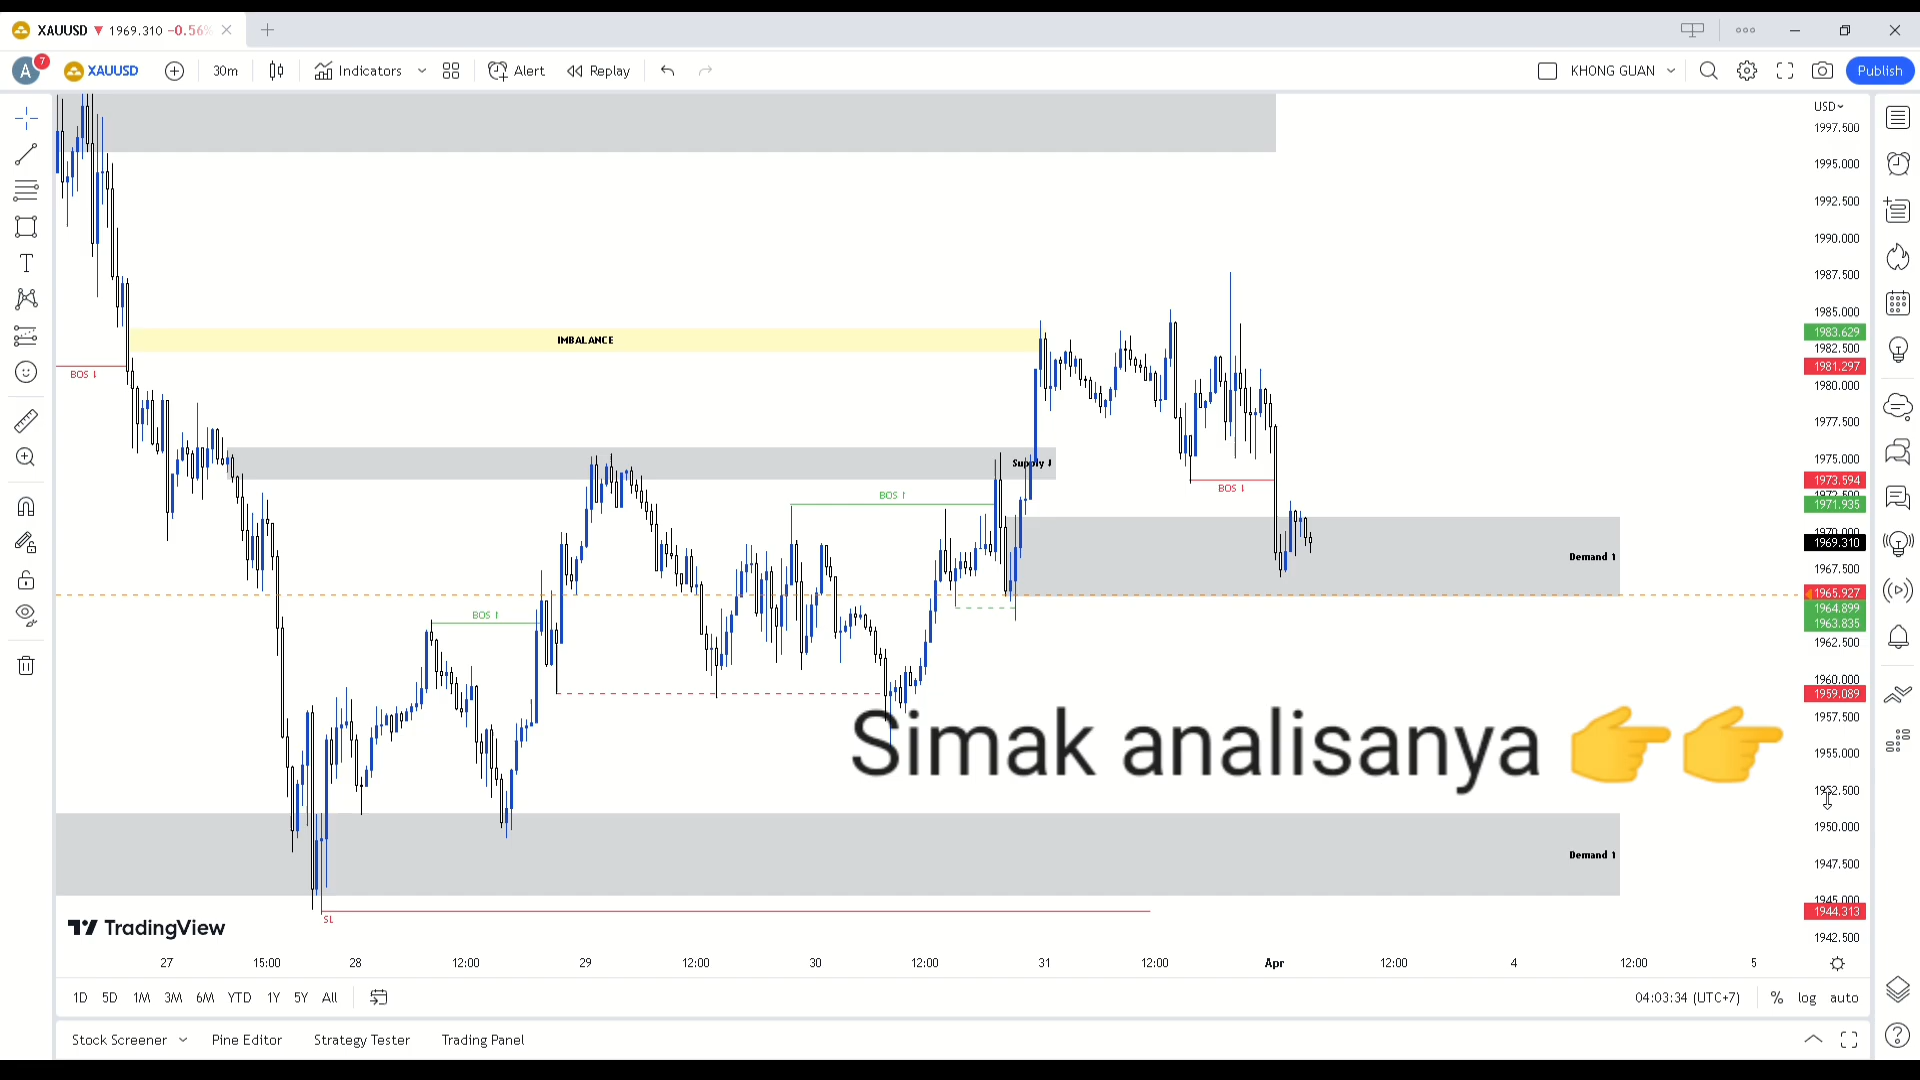 XAUUSD 1969.310 -0.56%
A 7 XAUUSD 30m Indicators Alert Replay KHONG GUAN Publish
USD
1997.500
1995.000
1992.500
1990.000
1987.500
1985.000
1983.629
1982.500
1981.297
1980.000
1977.500
1975.000
1973.594
1971.935
1970.000
1969.310
1967.500
1965.927
1964.899
1963.835
1962.500
1960.000
1959.089
1957.500
1955.000
1952.500
1950.000
1947.500
1945.000
1944.313
1942.500
IMBALANCE
BOS
Supply
BOS
BOS
Demand
BOS
Simak analisanya 👉👉
Demand
SL
TradingView
27 15:00 28 12:00 29 12:00 30 12:00 31 12:00 Apr 12:00 4 12:00 5
1D 5D 1M 3M 6M YTD 1Y 5Y All 04:03:34 (UTC+7) % log auto
Stock Screener Pine Editor Strategy Tester Trading Panel